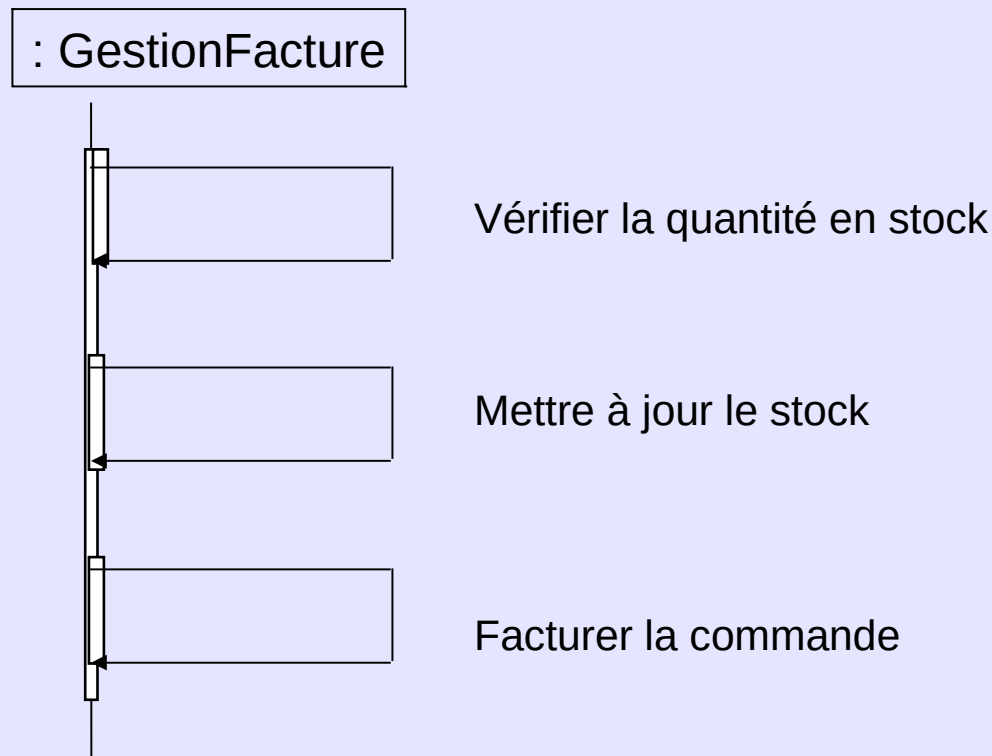 : GestionFacture
Vérifier la quantité en stock
Mettre à jour le stock
Facturer la commande